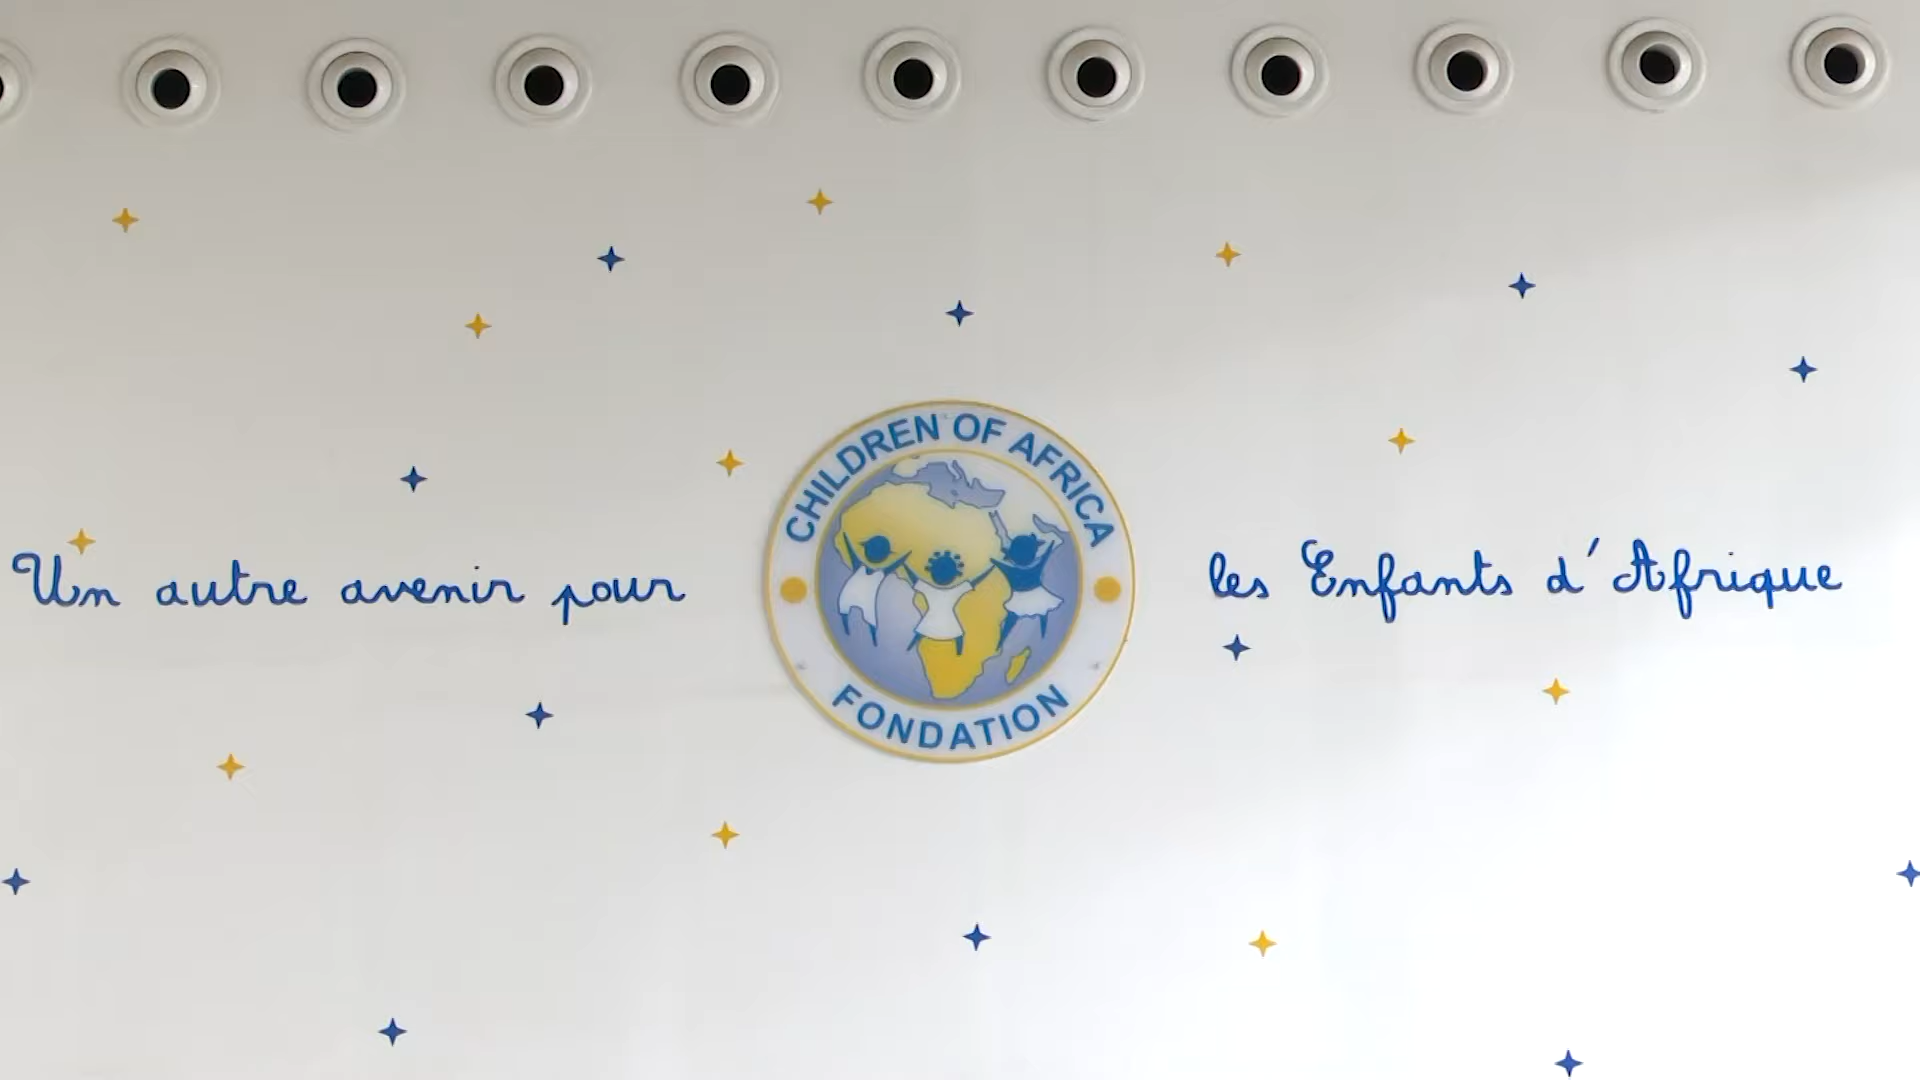 CHILDREN OF AFRICA
Un autre avenir pour
les Enfants d'Afrique
FONDATION